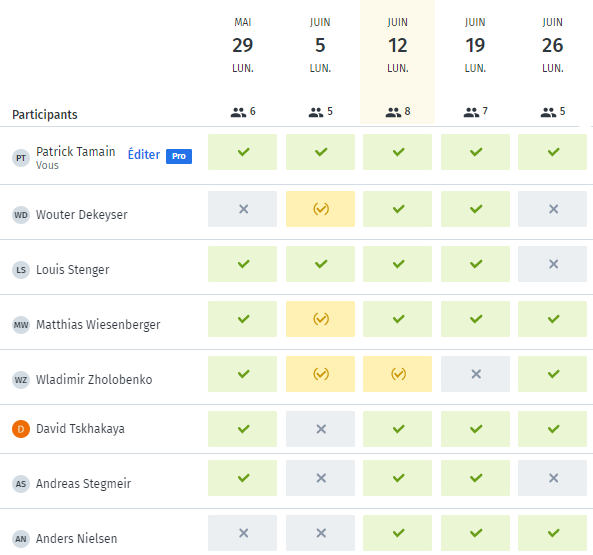 MAI JUIN JUIN JUIN JUIN
29 5 12 19 26
LUN. LUN. LUN. LUN. LUN.
Participants 6 5 8 7 5
PT Patrick Tamain Éditer Pro
Vous
WD Wouter Dekeyser
LS Louis Stenger
MW Matthias Wiesenberger
WZ Wladimir Zholobenko
D David Tskhakaya
AS Andreas Stegmeir
AN Anders Nielsen